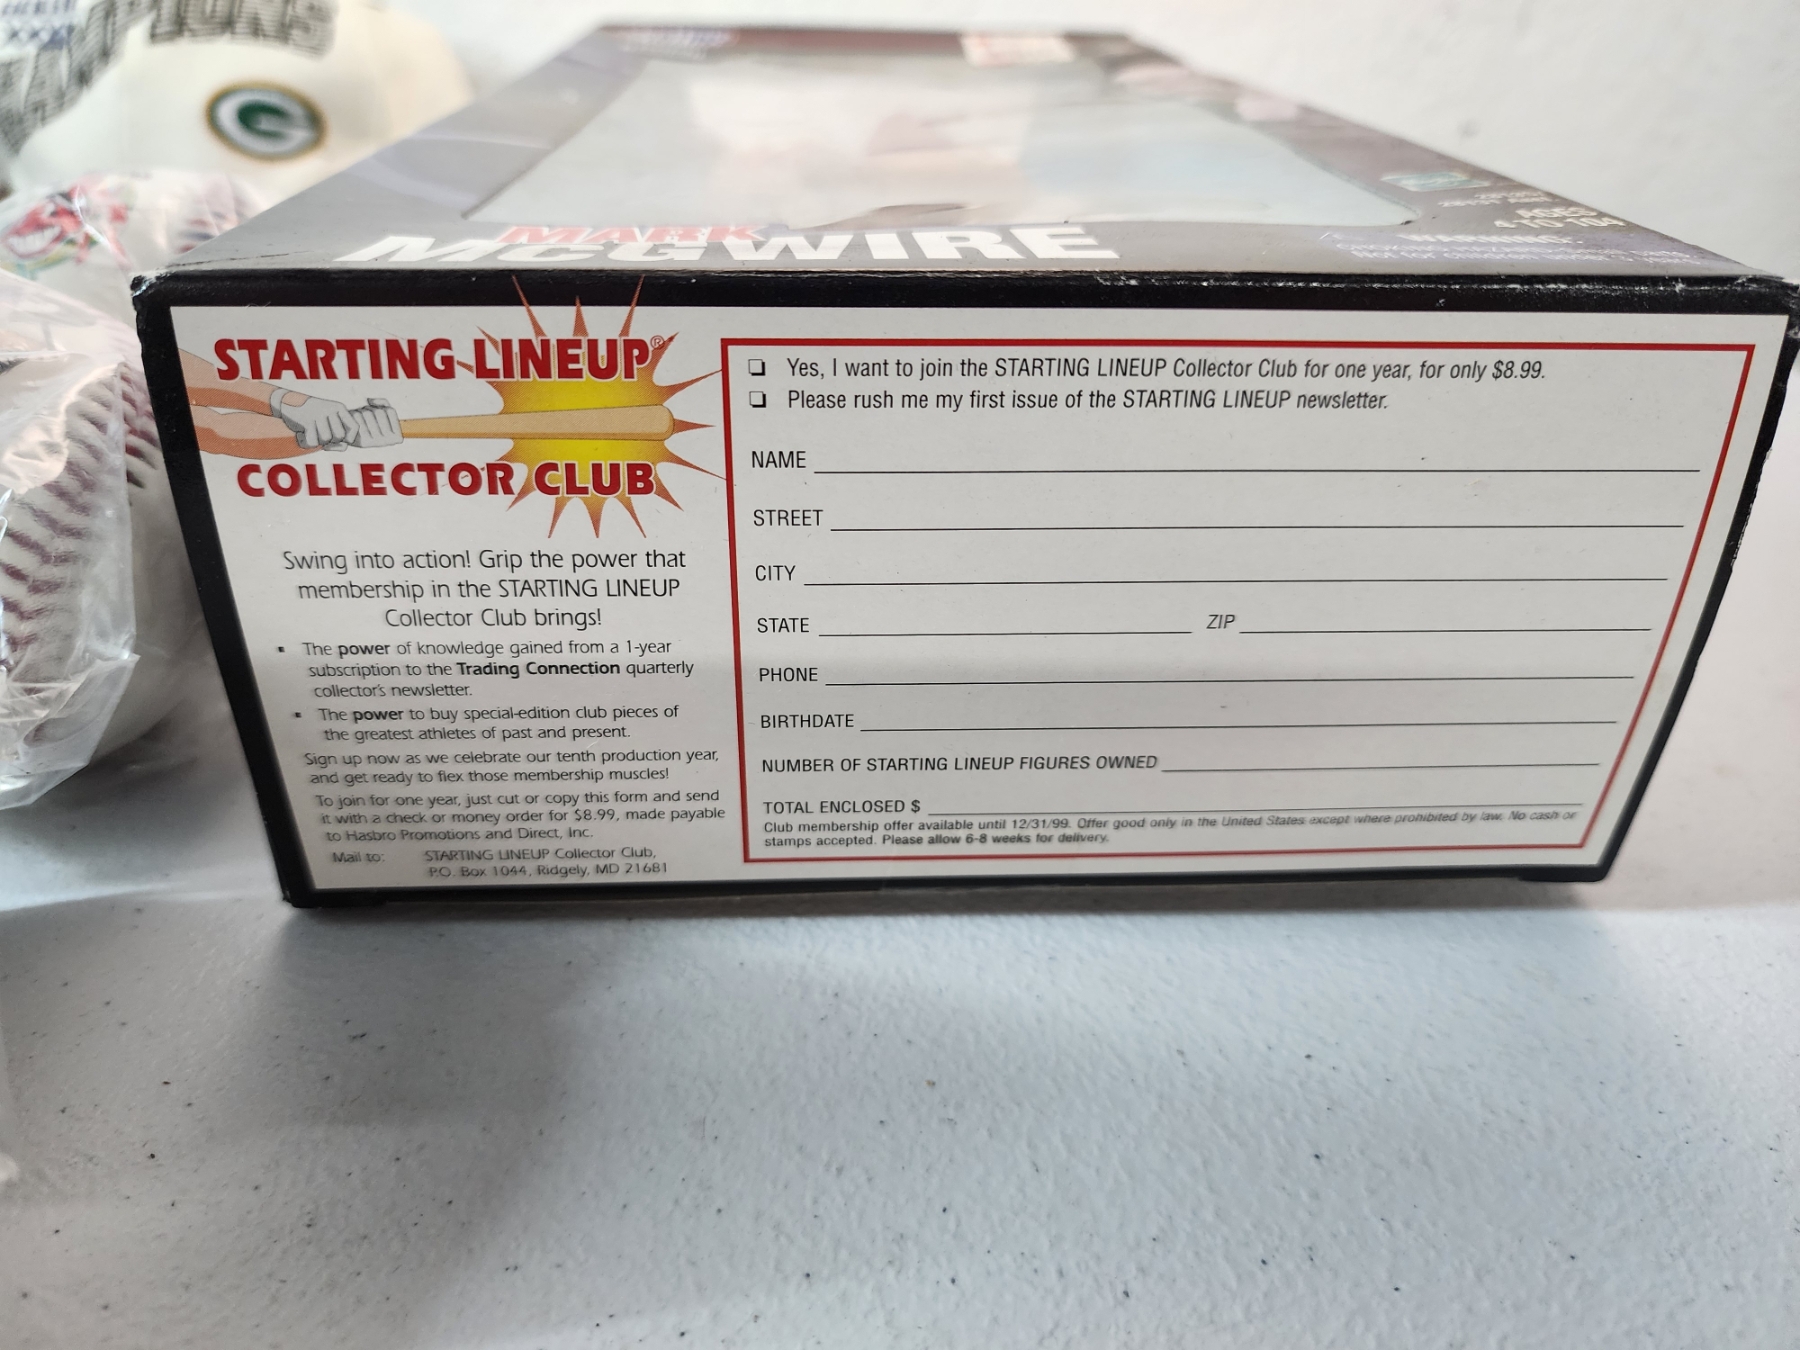 MARK
MCGWIRE
AGES
WARNING:
STARTING LINEUP®
COLLECTOR CLUB
Swing into action! Grip the power that
membership in the STARTING LINEUP
Collector Club brings!
▪ The power of knowledge gained from a 1-year
subscription to the Trading Connection quarterly
collector's newsletter.
▪ The power to buy special-edition club pieces of
the greatest athletes of past and present.
Sign up now as we celebrate our tenth production year,
and get ready to flex those membership muscles!
To join for one year, just cut or copy this form and send
it with a check or money order for $8.99, made payable
to Hasbro Promotions and Direct, Inc.
Mail to: STARTING LINEUP Collector Club,
P.O. Box 1044, Ridgely, MD 21681
❏ Yes, I want to join the STARTING LINEUP Collector Club for one year, for only $8.99.
❏ Please rush me my first issue of the STARTING LINEUP newsletter.
NAME
STREET
CITY
STATE ZIP
PHONE
BIRTHDATE
NUMBER OF STARTING LINEUP FIGURES OWNED
TOTAL ENCLOSED $
Club membership offer available until 12/31/99. Offer good only in the United States except where prohibited by law. No cash or
stamps accepted. Please allow 6-8 weeks for delivery.